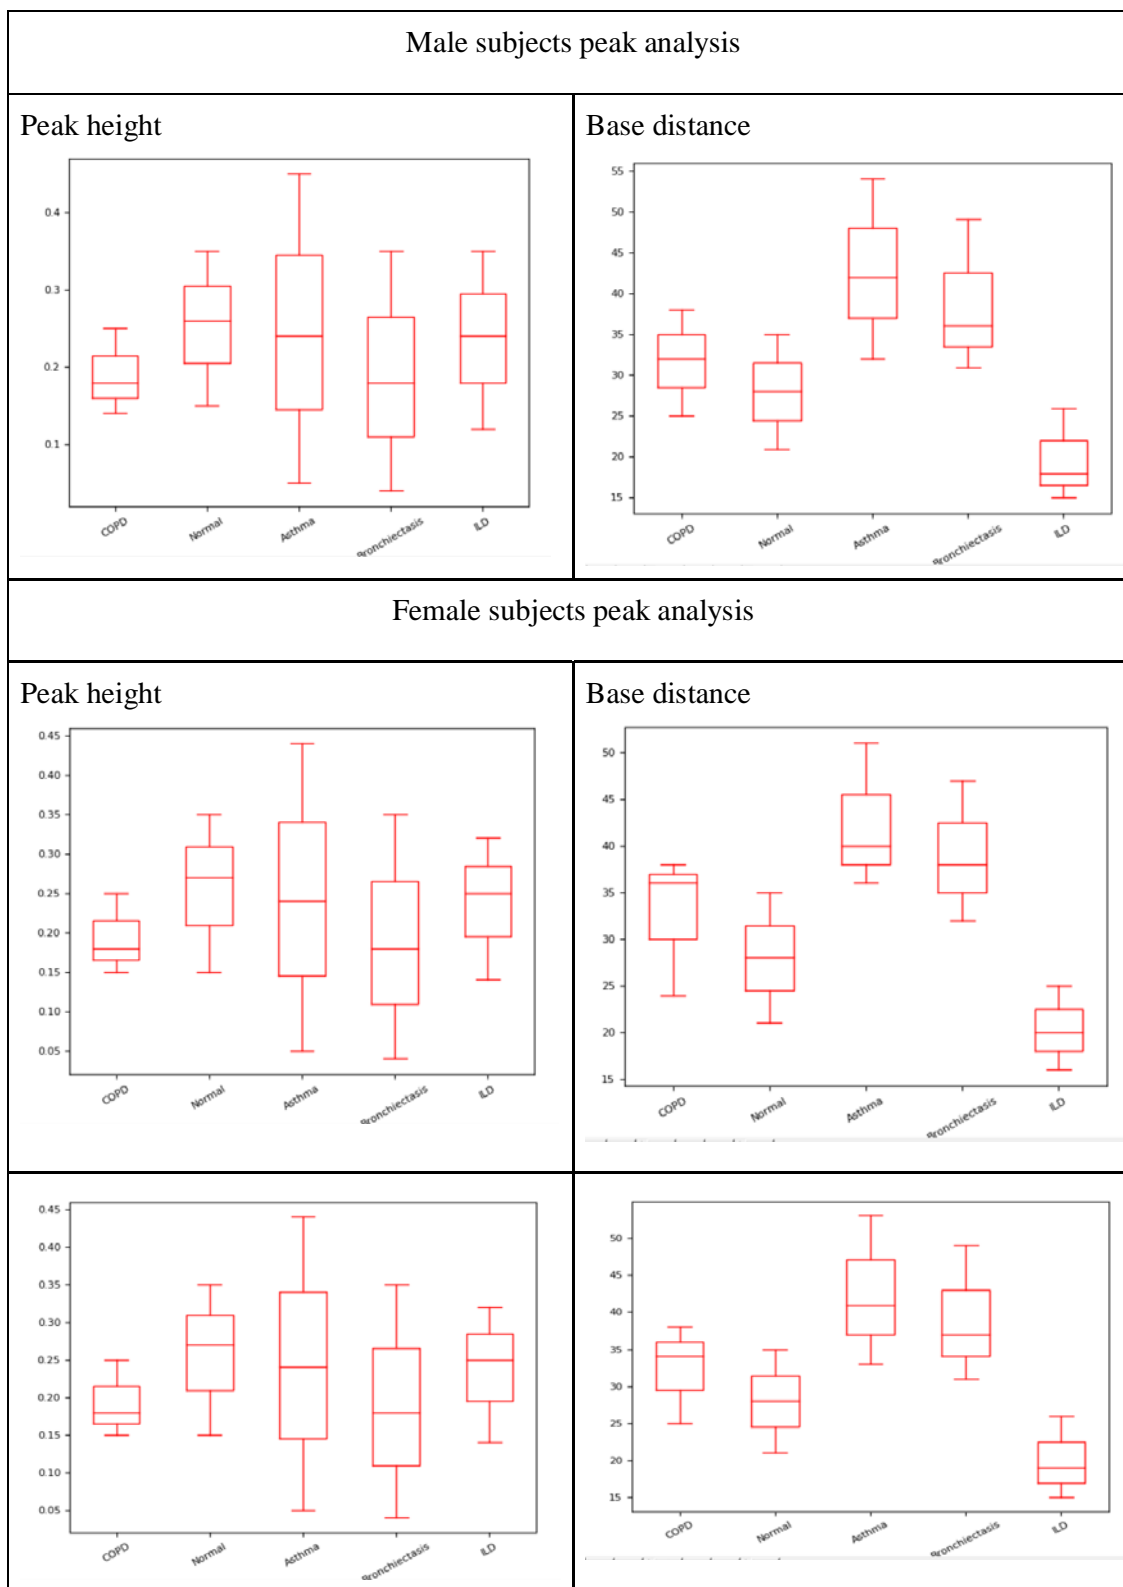 Male subjects peak analysis
Peak height
Base distance
0.4
0.3
0.2
0.1
COPD
Normal
Asthma
Bronchiectasis
ILD
55
50
45
40
35
30
25
20
15
COPD
Normal
Asthma
Bronchiectasis
ILD
Female subjects peak analysis
Peak height
Base distance
0.45
0.40
0.35
0.30
0.25
0.20
0.15
0.10
0.05
COPD
Normal
Asthma
Bronchiectasis
ILD
50
45
40
35
30
25
20
15
COPD
Normal
Asthma
Bronchiectasis
ILD
0.45
0.40
0.35
0.30
0.25
0.20
0.15
0.10
0.05
COPD
Normal
Asthma
Bronchiectasis
ILD
50
45
40
35
30
25
20
15
COPD
Normal
Asthma
Bronchiectasis
ILD